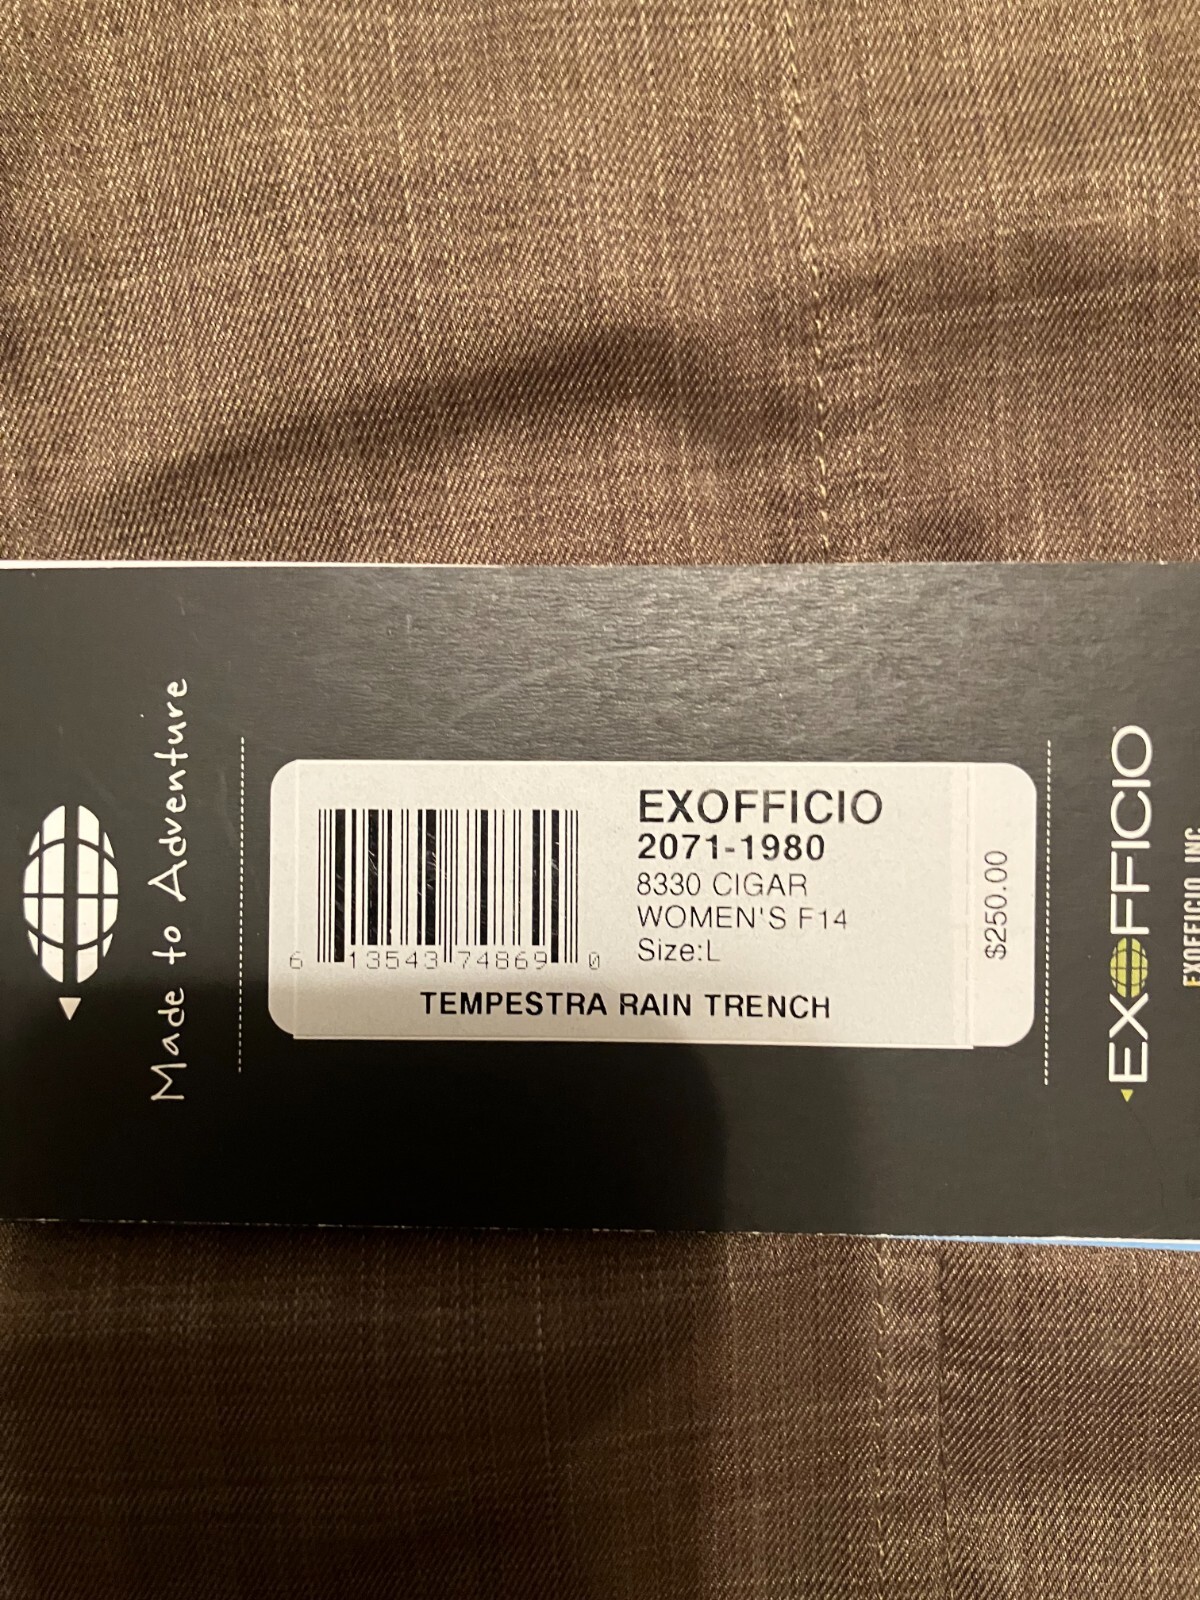 Made to Adventure
EXOFFICIO
2071-1980
8330 CIGAR
WOMEN'S F14
Size:L
6 13543 74869 0
TEMPESTRA RAIN TRENCH
$250.00
EXOFFICIO
EXOFFICIO, INC